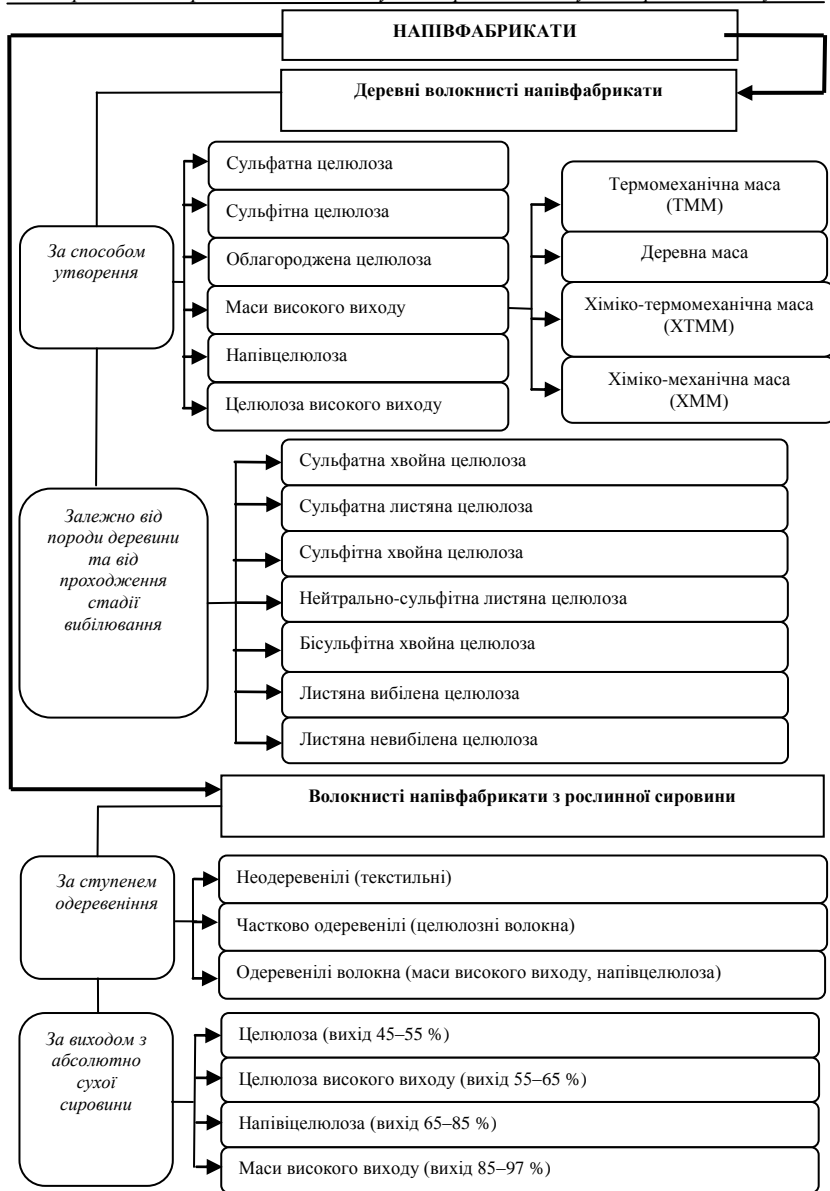 НАПІВФАБРИКАТИ
Деревні волокнисті напівфабрикати
За способом
утворення
Сульфатна целюлоза
Сульфітна целюлоза
Облагороджена целюлоза
Маси високого виходу
Напівцелюлоза
Целюлоза високого виходу
Термомеханічна маса
(ТММ)
Деревна маса
Хіміко-термомеханічна маса
(ХТММ)
Хіміко-механічна маса
(ХММ)
Залежно від
породи деревини
та від
проходження
стадії
вибілювання
Сульфатна хвойна целюлоза
Сульфатна листяна целюлоза
Сульфітна хвойна целюлоза
Нейтрально-сульфітна листяна целюлоза
Бісульфітна хвойна целюлоза
Листяна вибілена целюлоза
Листяна невибілена целюлоза
Волокнисті напівфабрикати з рослинної сировини
За ступенем
одеревеніння
Неодеревенілі (текстильні)
Частково одеревенілі (целюлозні волокна)
Одеревенілі волокна (маси високого виходу, напівцелюлоза)
За виходом з
абсолютно
сухої
сировини
Целюлоза (вихід 45–55 %)
Целюлоза високого виходу (вихід 55–65 %)
Напівіцелюлоза (вихід 65–85 %)
Маси високого виходу (вихід 85–97 %)